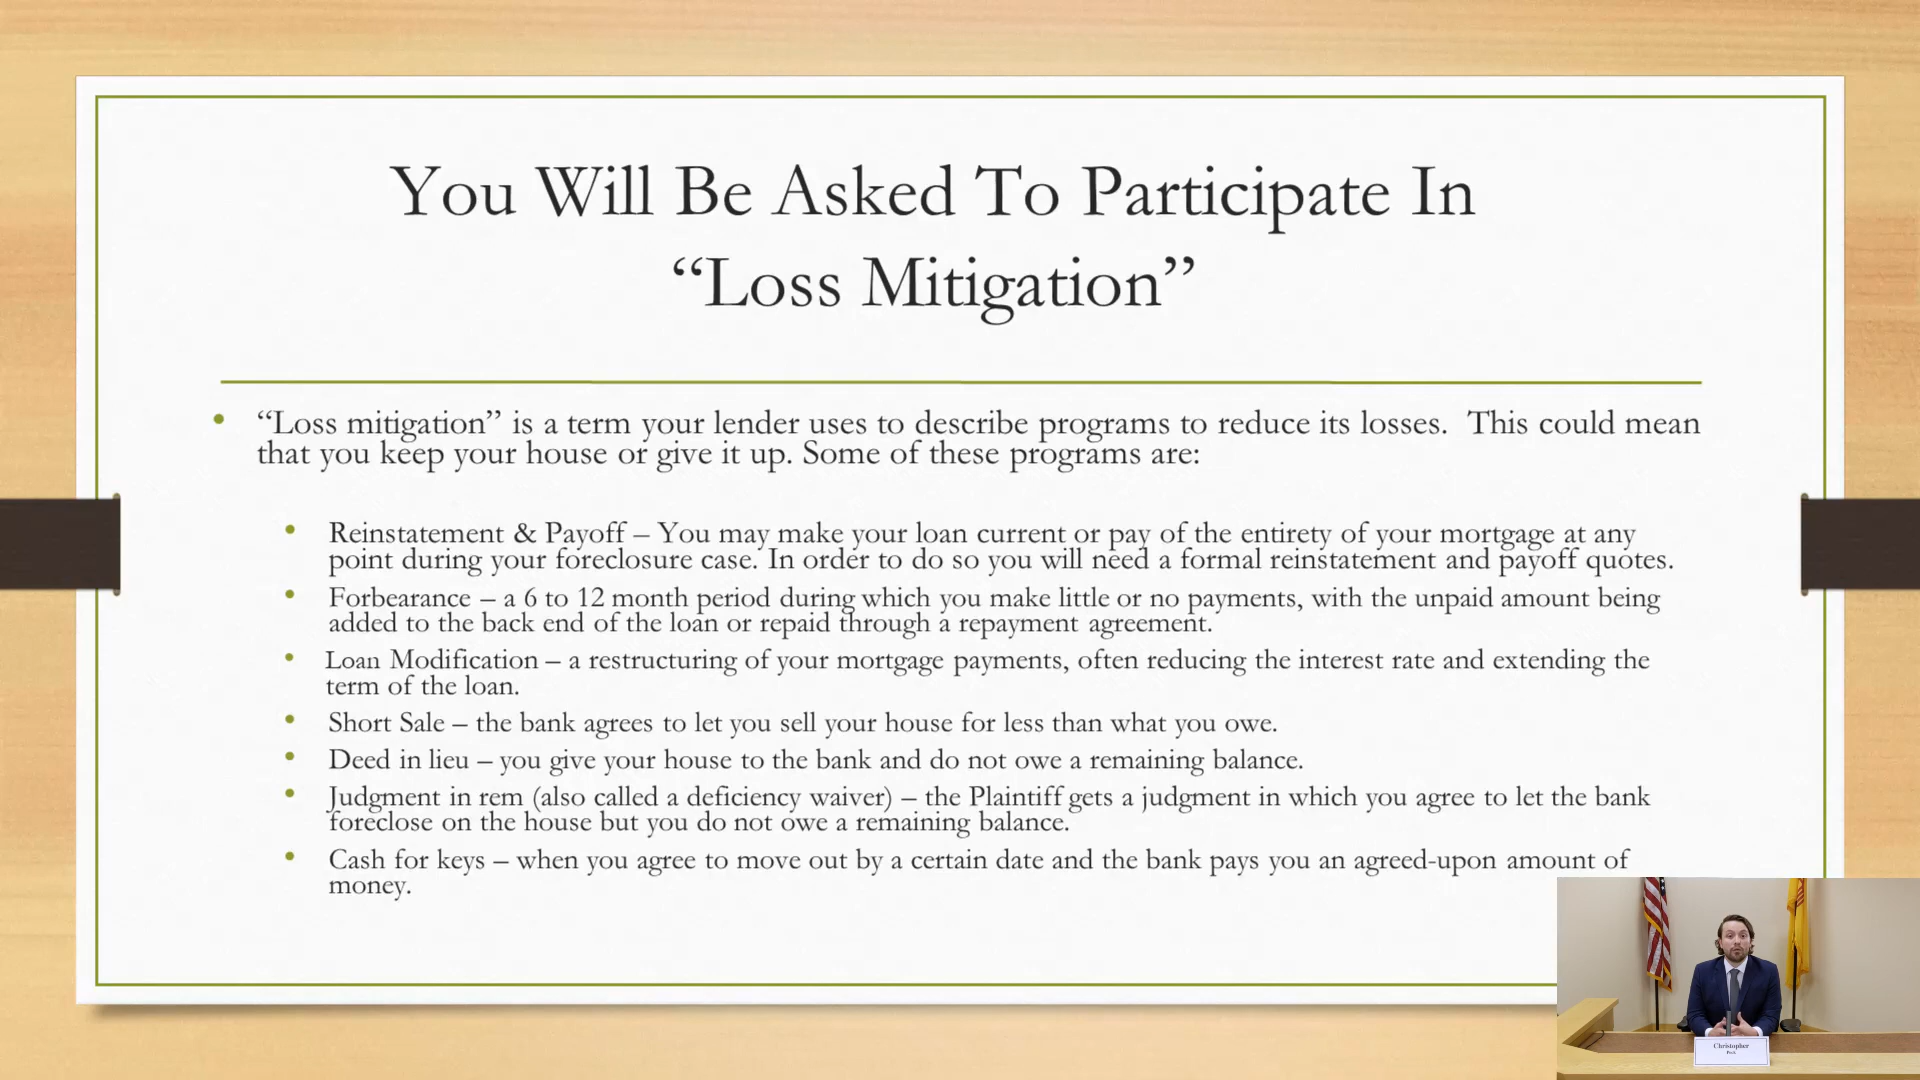 You Will Be Asked To Participate In
“Loss Mitigation”
“Loss mitigation” is a term your lender uses to describe programs to reduce its losses.  This could mean
that you keep your house or give it up. Some of these programs are:
Reinstatement & Payoff – You may make your loan current or pay of the entirety of your mortgage at any
point during your foreclosure case. In order to do so you will need a formal reinstatement and payoff quotes.
Forbearance – a 6 to 12 month period during which you make little or no payments, with the unpaid amount being
added to the back end of the loan or repaid through a repayment agreement.
Loan Modification – a restructuring of your mortgage payments, often reducing the interest rate and extending the
term of the loan.
Short Sale – the bank agrees to let you sell your house for less than what you owe.
Deed in lieu – you give your house to the bank and do not owe a remaining balance.
Judgment in rem (also called a deficiency waiver) – the Plaintiff gets a judgment in which you agree to let the bank
foreclose on the house but you do not owe a remaining balance.
Cash for keys – when you agree to move out by a certain date and the bank pays you an agreed-upon amount of
money.
Christopher